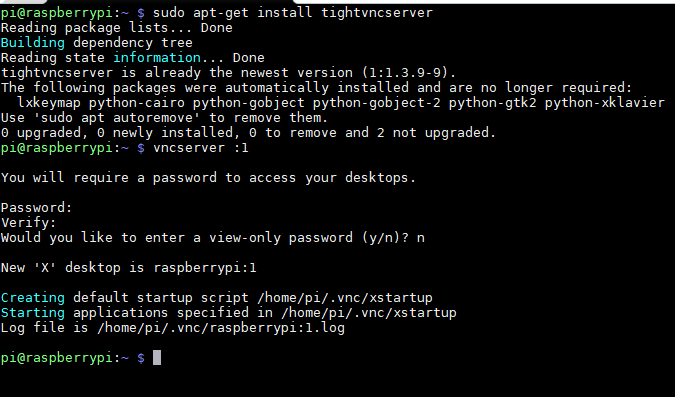 pi@raspberrypi:~ $ sudo apt-get install tightvncserver
Reading package lists... Done
Building dependency tree
Reading state information... Done
tightvncserver is already the newest version (1:1.3.9-9).
The following packages were automatically installed and are no longer required:
  lxkeymap python-cairo python-gobject python-gobject-2 python-gtk2 python-xklavier
Use 'sudo apt autoremove' to remove them.
0 upgraded, 0 newly installed, 0 to remove and 2 not upgraded.
pi@raspberrypi:~ $ vncserver :1

You will require a password to access your desktops.

Password:
Verify:
Would you like to enter a view-only password (y/n)? n

New 'X' desktop is raspberrypi:1

Creating default startup script /home/pi/.vnc/xstartup
Starting applications specified in /home/pi/.vnc/xstartup
Log file is /home/pi/.vnc/raspberrypi:1.log

pi@raspberrypi:~ $